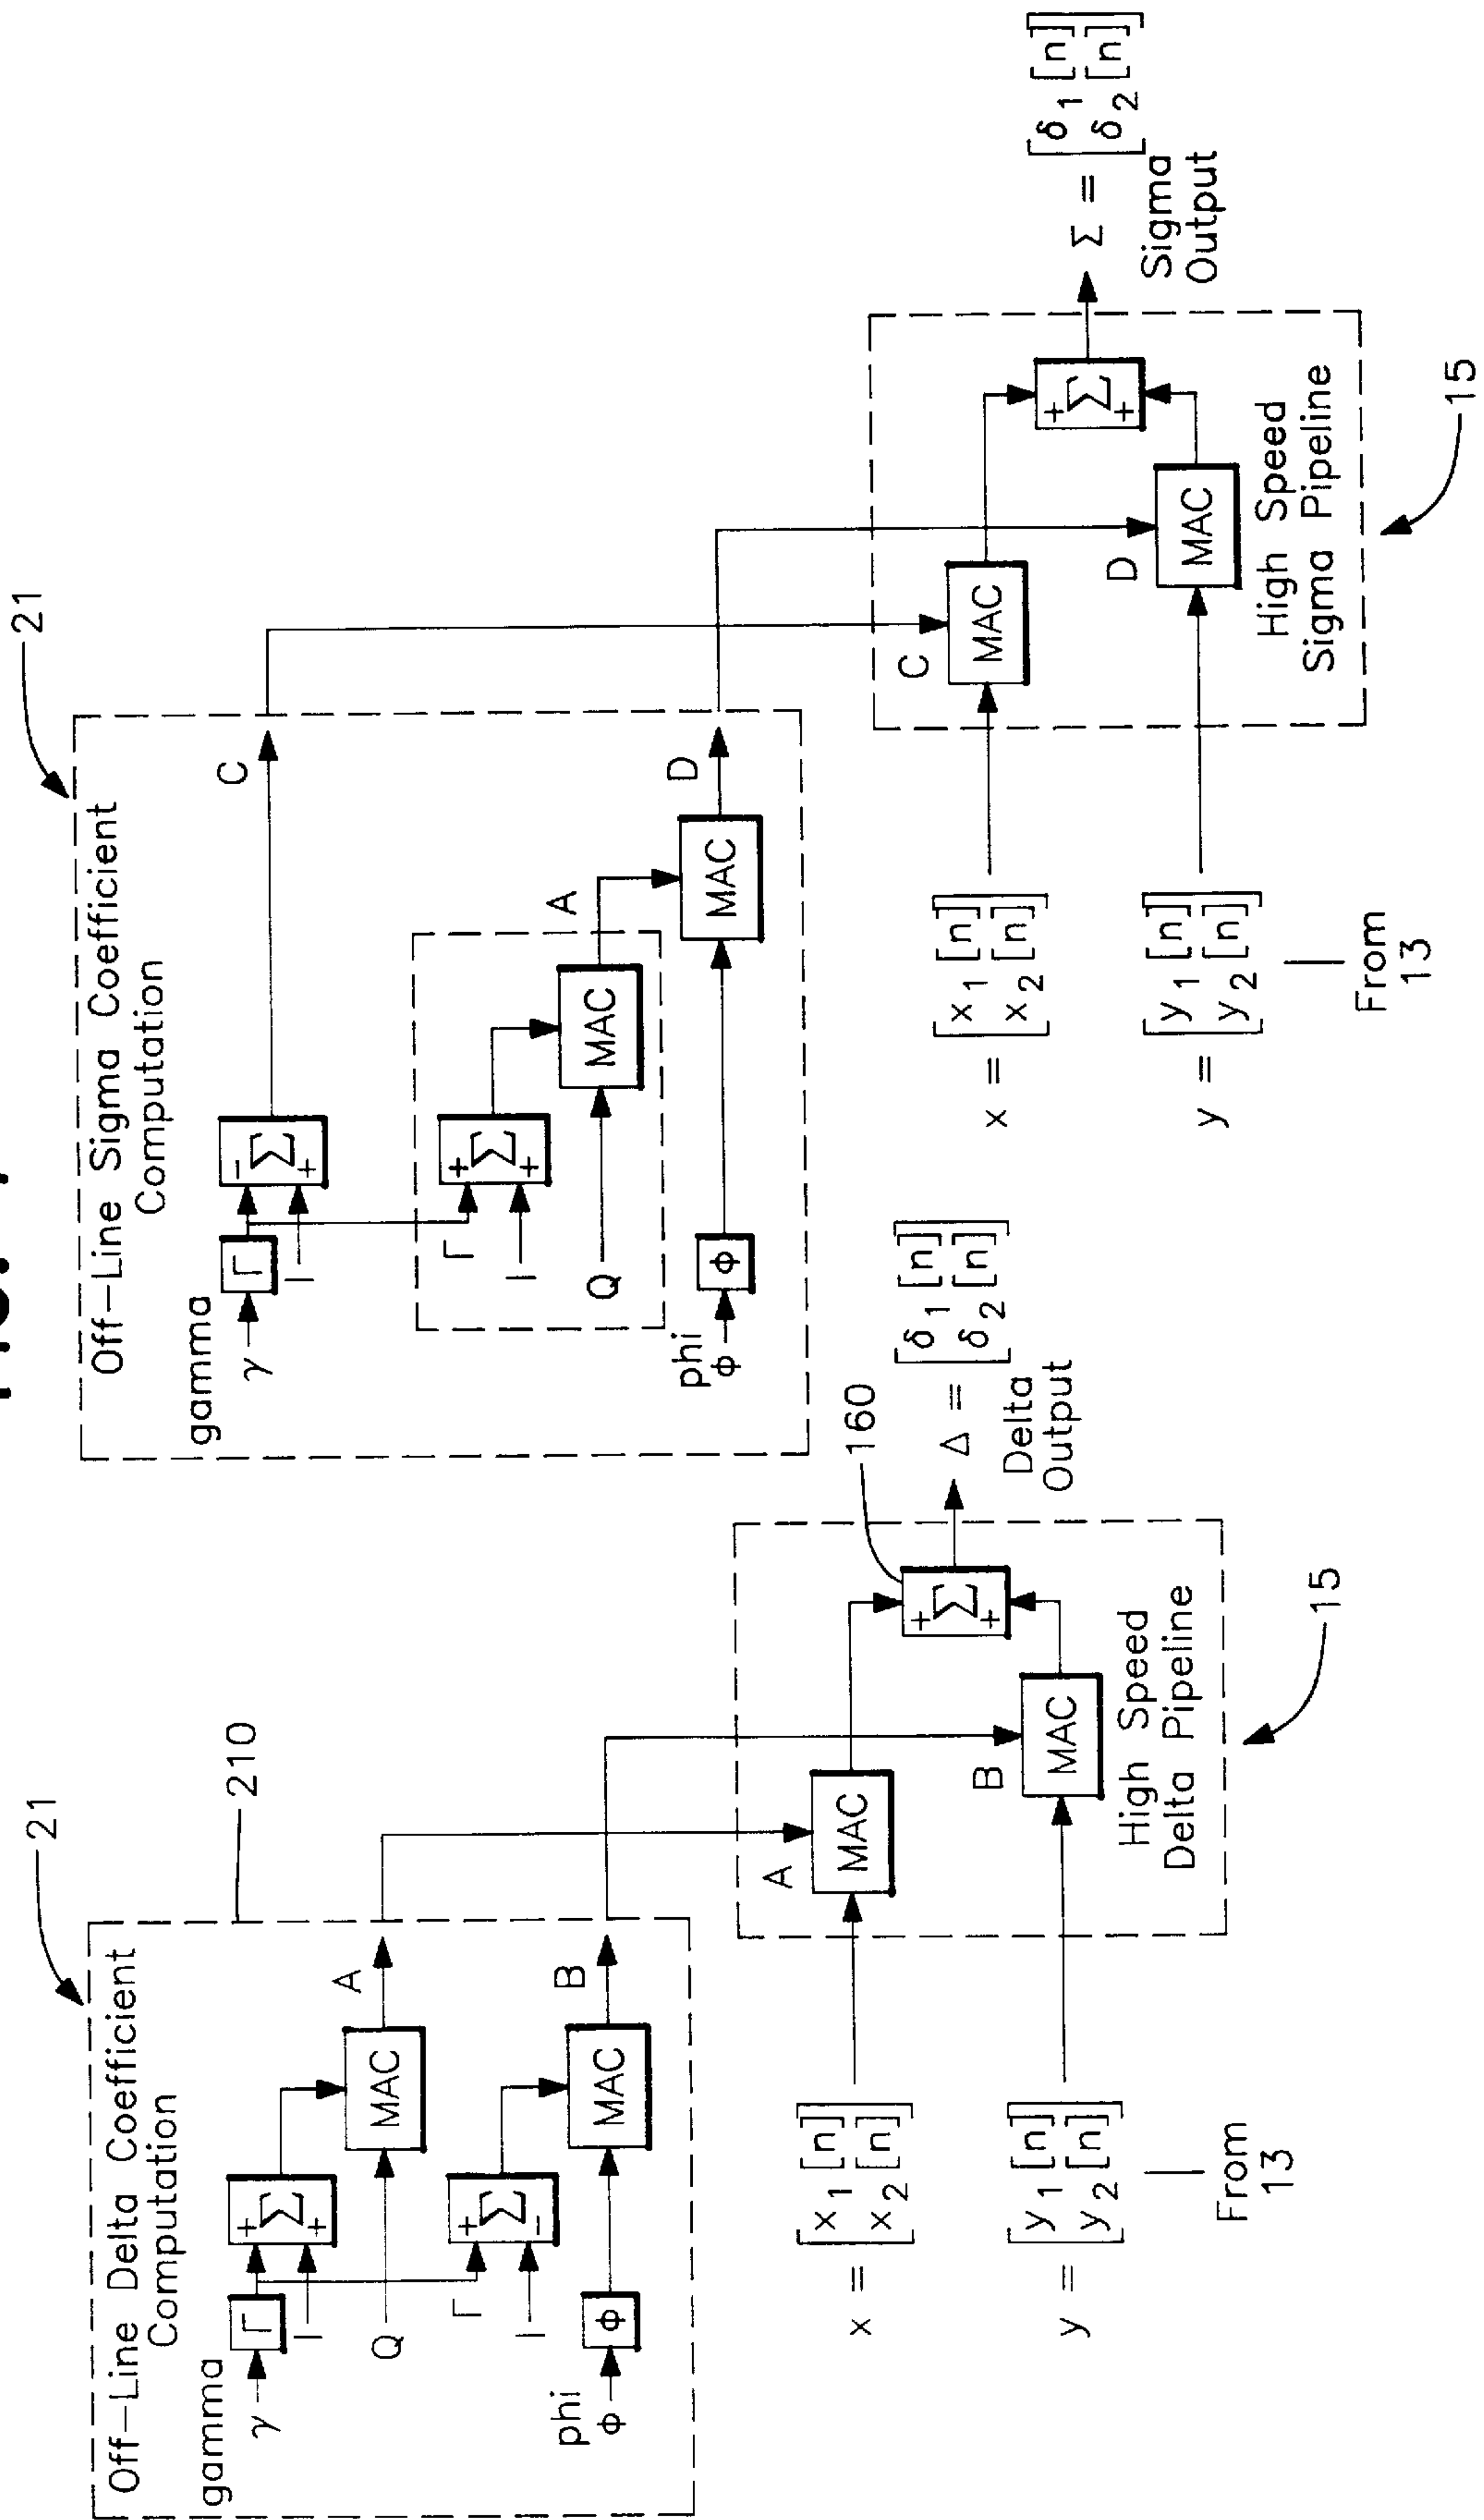 21
210
Off-Line Delta Coefficient
Computation
gamma
γ
Γ
I
+
Σ
+
Q
MAC
A
Γ
I
+
Σ
-
phi
ϕ
Φ
MAC
B
x = [x1 [n]]
[x2 [n]]
y = [y1 [n]]
[y2 [n]]
From
13
A
MAC
B
MAC
+
Σ
+
160
High Speed
Delta Pipeline
15
Δ = [δ1 [n]]
[δ2 [n]]
Delta
Output
21
Off-Line Sigma Coefficient
Computation
gamma
γ
Γ
I
-
Σ
+
C
Γ
I
+
Σ
+
Q
MAC
A
phi
ϕ
Φ
MAC
D
x = [x1 [n]]
[x2 [n]]
y = [y1 [n]]
[y2 [n]]
From
13
C
MAC
D
MAC
+
Σ
+
High Speed
Sigma Pipeline
15
Σ = [δ1 [n]]
[δ2 [n]]
Sigma
Output